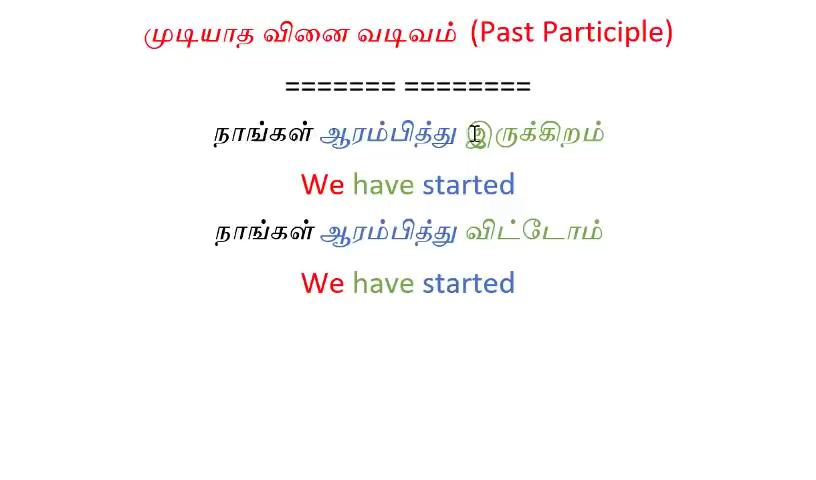 முடியாத வினை வடிவம் (Past Participle)
======= ========
நாங்கள் ஆரம்பித்து இருக்கிறம்
We have started
நாங்கள் ஆரம்பித்து விட்டோம்
We have started